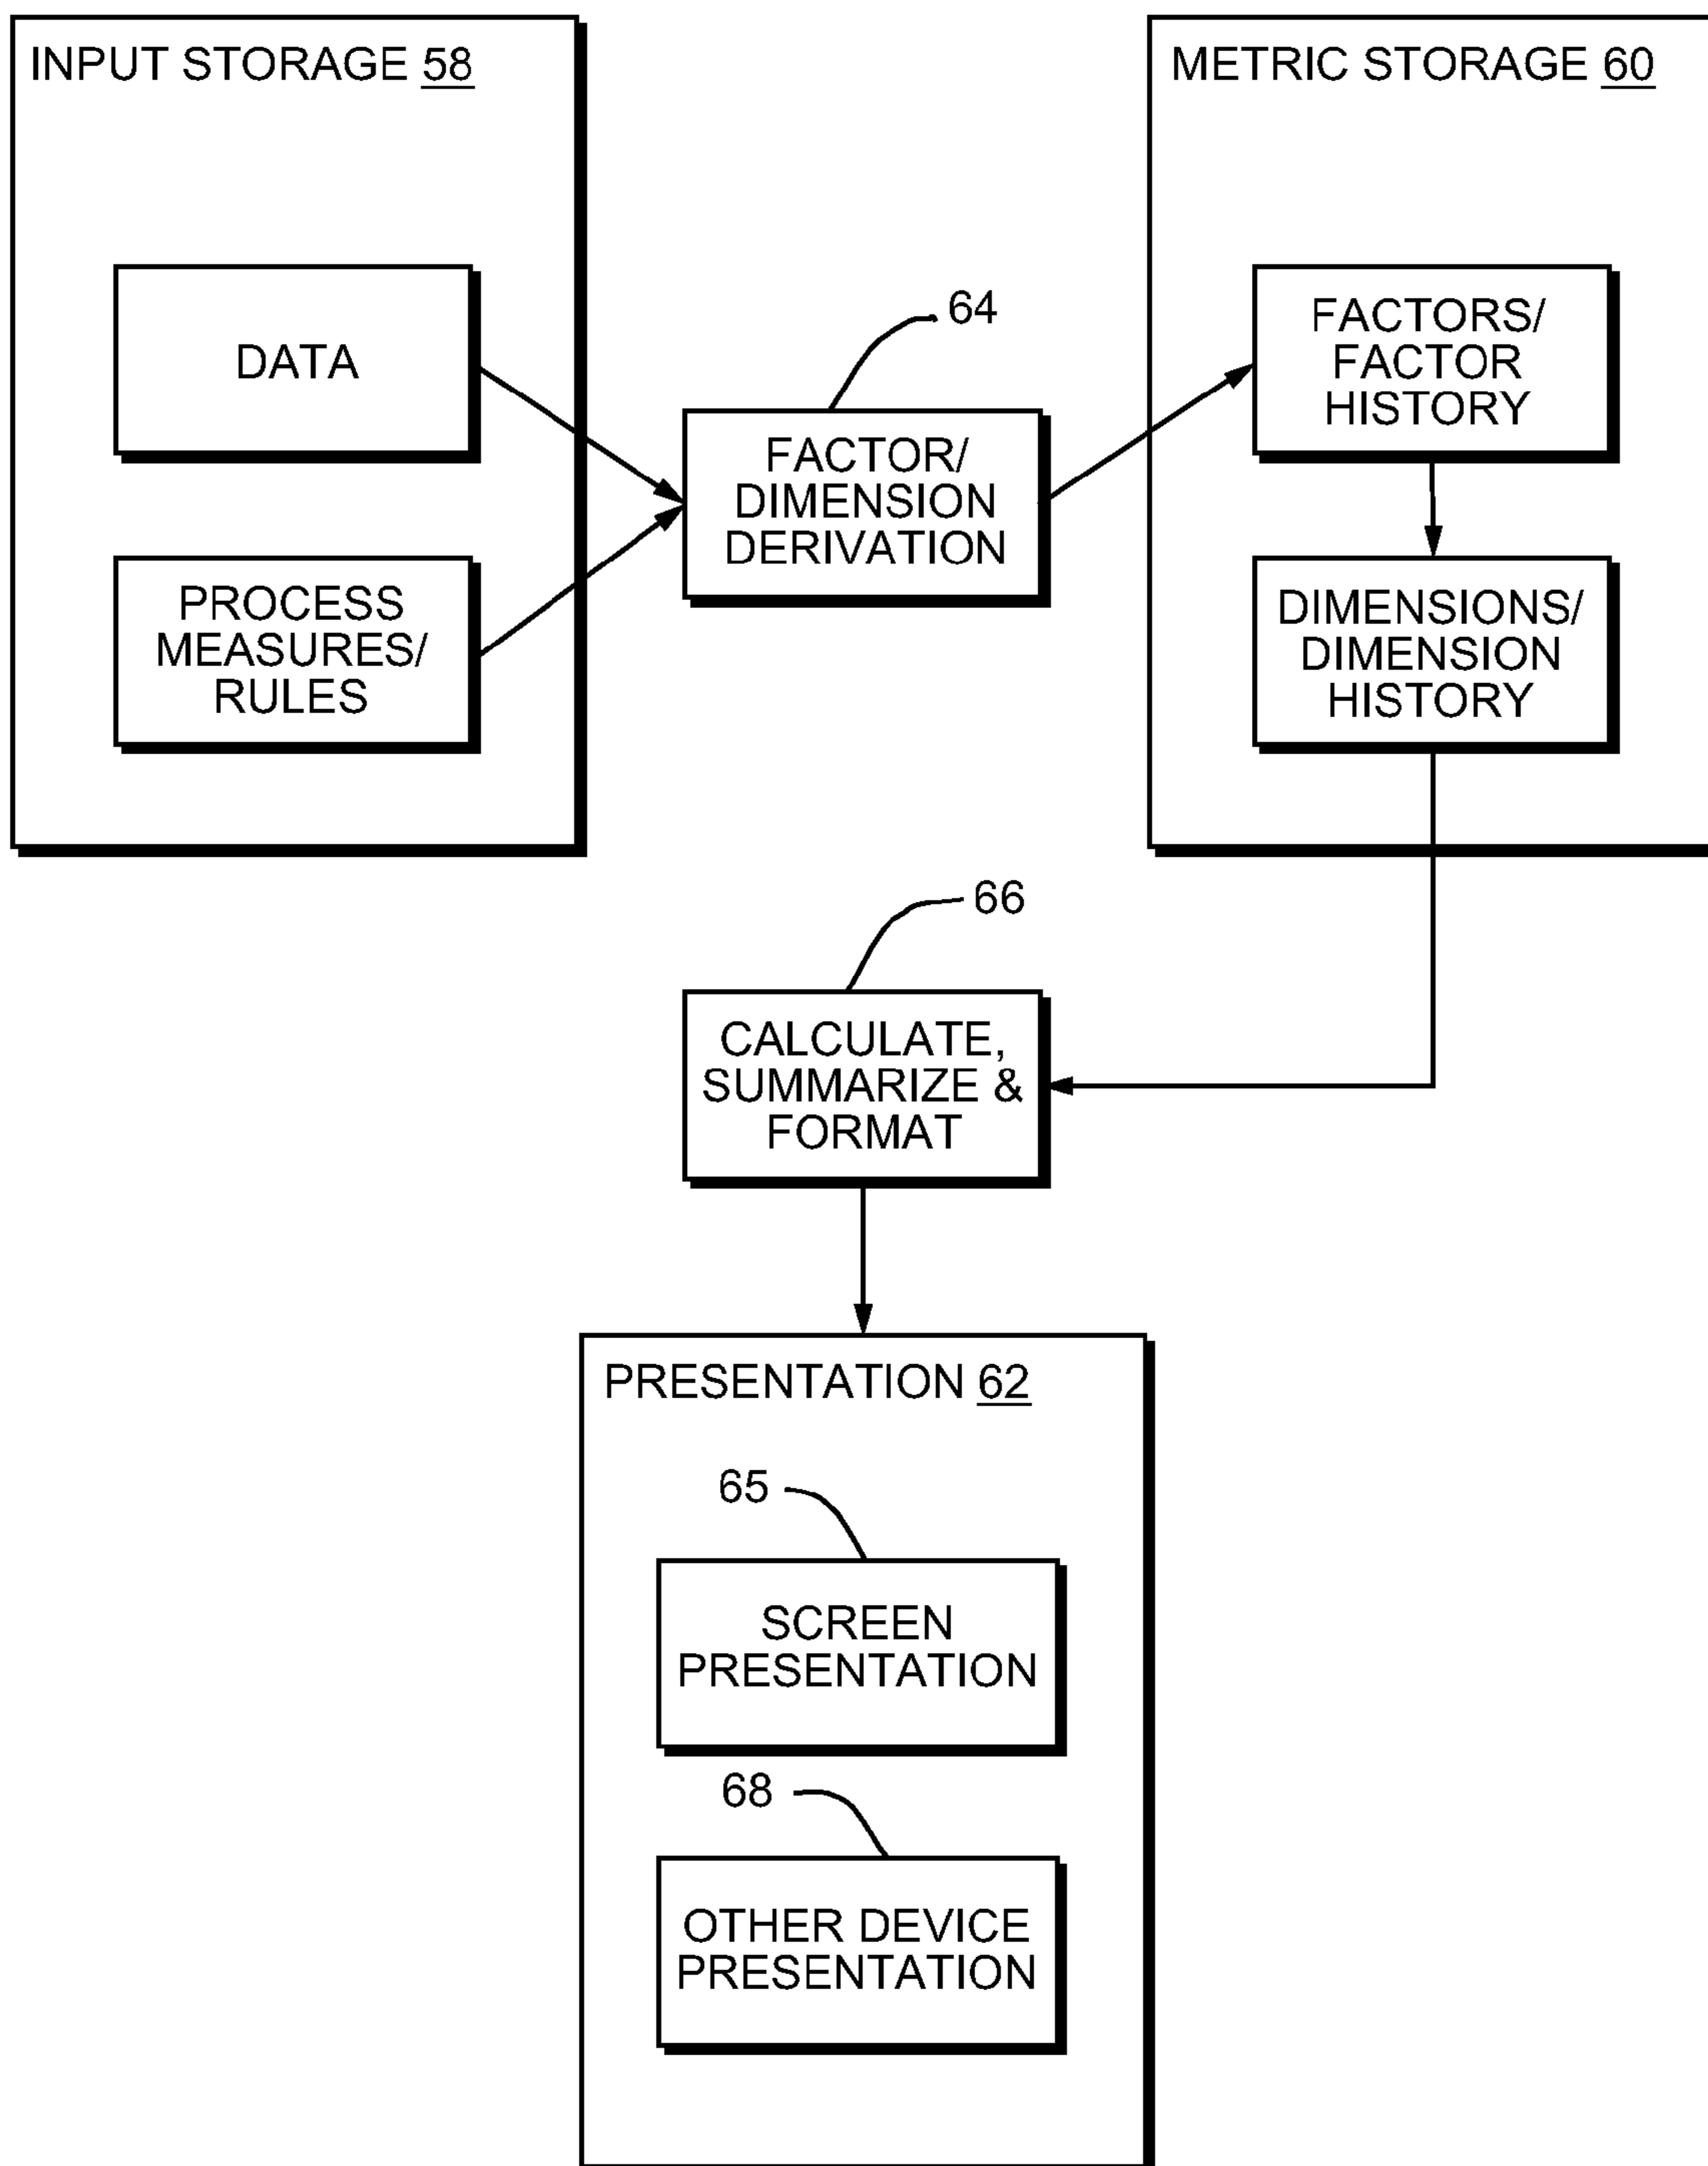 INPUT STORAGE 58
DATA
PROCESS
MEASURES/
RULES
64
FACTOR/
DIMENSION
DERIVATION
METRIC STORAGE 60
FACTORS/
FACTOR
HISTORY
DIMENSIONS/
DIMENSION
HISTORY
66
CALCULATE,
SUMMARIZE &
FORMAT
PRESENTATION 62
65
SCREEN
PRESENTATION
68
OTHER DEVICE
PRESENTATION